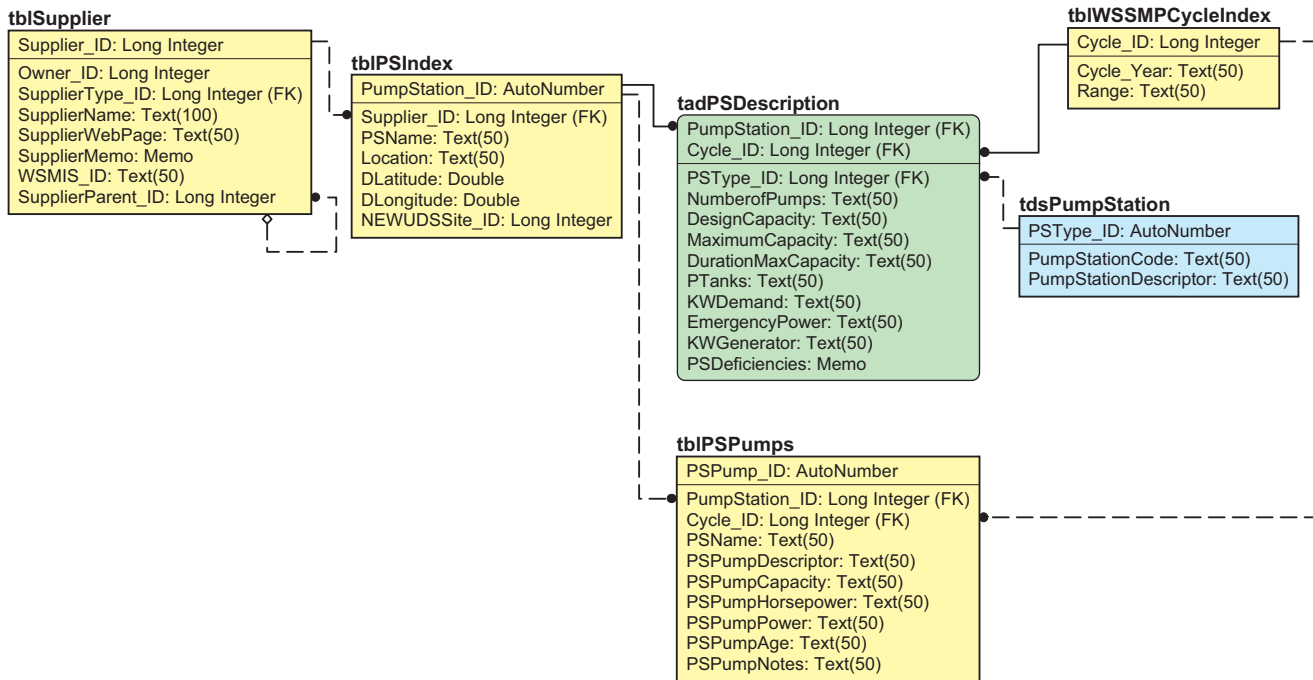 tblSupplier
Supplier_ID: Long Integer
Owner_ID: Long Integer
SupplierType_ID: Long Integer (FK)
SupplierName: Text(100)
SupplierWebPage: Text(50)
SupplierMemo: Memo
WSMIS_ID: Text(50)
SupplierParent_ID: Long Integer
tblPSIndex
PumpStation_ID: AutoNumber
Supplier_ID: Long Integer (FK)
PSName: Text(50)
Location: Text(50)
DLatitude: Double
DLongitude: Double
NEWUDSSite_ID: Long Integer
tadPSDescription
PumpStation_ID: Long Integer (FK)
Cycle_ID: Long Integer (FK)
PSType_ID: Long Integer (FK)
NumberofPumps: Text(50)
DesignCapacity: Text(50)
MaximumCapacity: Text(50)
DurationMaxCapacity: Text(50)
PTanks: Text(50)
KWDemand: Text(50)
EmergencyPower: Text(50)
KWGenerator: Text(50)
PSDeficiencies: Memo
tblWSSMPCycleIndex
Cycle_ID: Long Integer
Cycle_Year: Text(50)
Range: Text(50)
tdsPumpStation
PSType_ID: AutoNumber
PumpStationCode: Text(50)
PumpStationDescriptor: Text(50)
tblPSPumps
PSPump_ID: AutoNumber
PumpStation_ID: Long Integer (FK)
Cycle_ID: Long Integer (FK)
PSName: Text(50)
PSPumpDescriptor: Text(50)
PSPumpCapacity: Text(50)
PSPumpHorsepower: Text(50)
PSPumpPower: Text(50)
PSPumpAge: Text(50)
PSPumpNotes: Text(50)